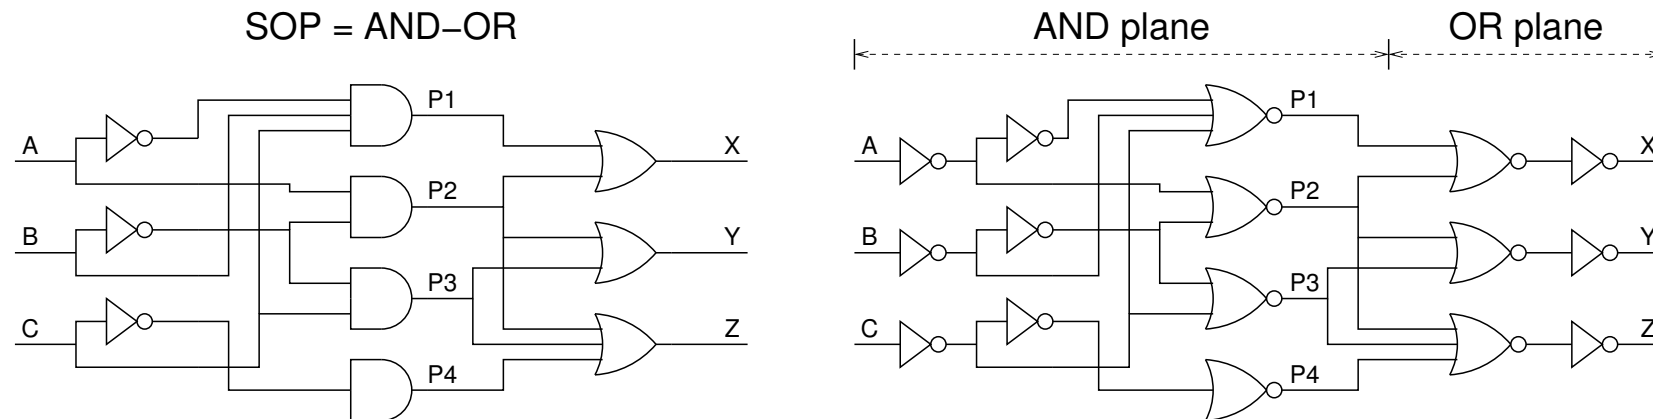 SOP = AND−OR
A
B
C
P1
P2
P3
P4
X
Y
Z
AND plane
OR plane
A
B
C
P1
P2
P3
P4
X
Y
Z